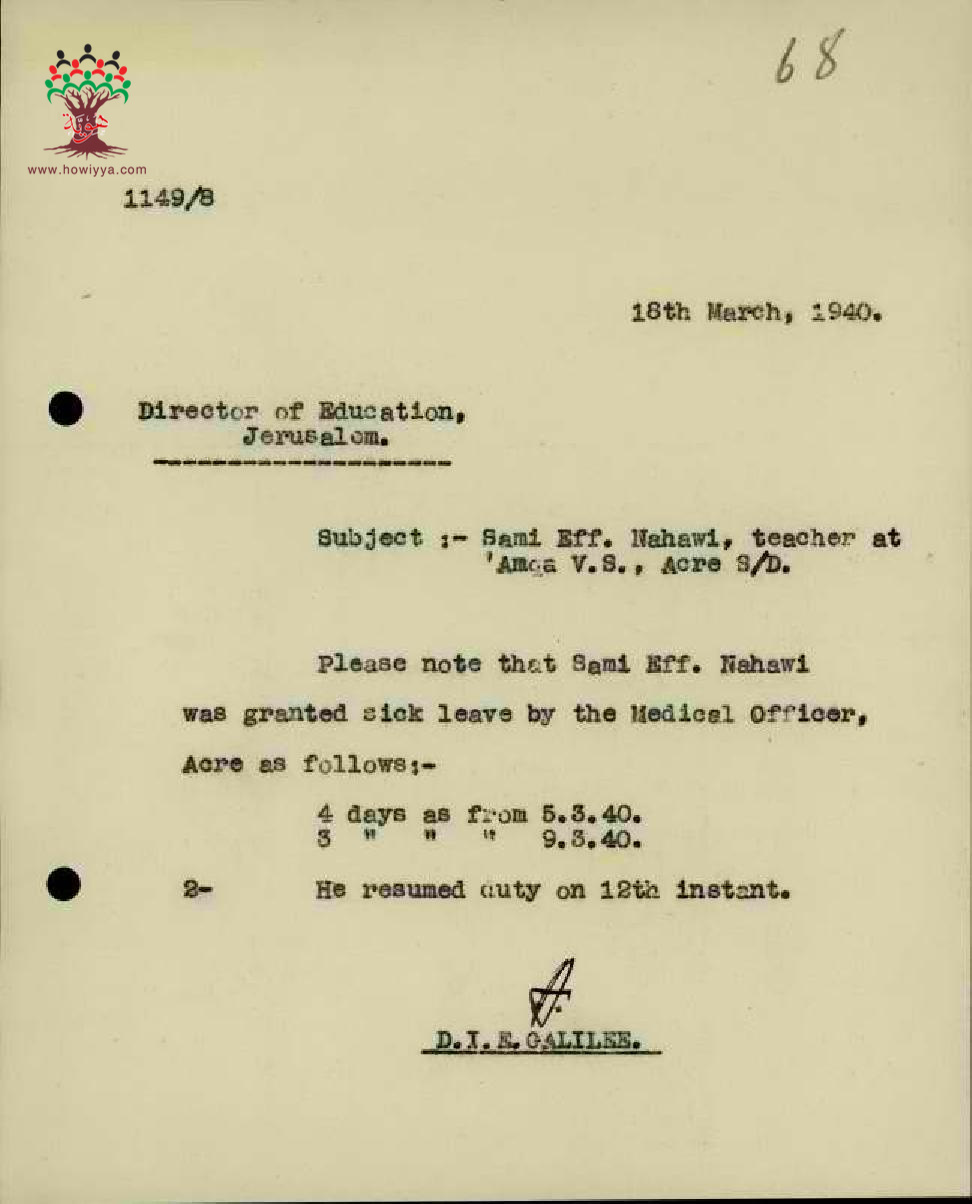 68
هوية
www.howiyya.com
1149/8
18th March, 1940.
Director of Education,
Jerusalem.
Subject :- Sami Eff. Nahawi, teacher at
'Amqa V.S., Acre S/D.
Please note that Sami Eff. Nahawi
was granted sick leave by the Medical Officer,
Acre as follows:-
4 days as from 5.3.40.
3 " " " 9.3.40.
2- He resumed duty on 12th instant.
D.I.E. GALILEE.